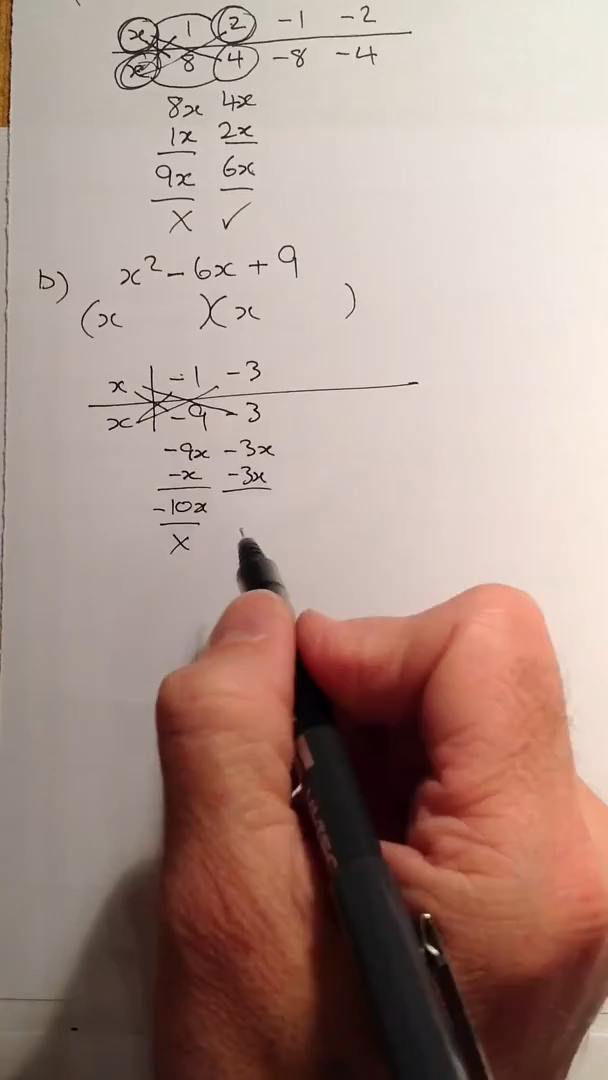 x 1 2 -1 -2
x 8 4 -8 -4
8x 4x
1x 2x
9x 6x
X ✓
b) x² - 6x + 9
(x )(x )
x -1 -3
x -9 -3
-9x -3x
-x -3x
-10x
X